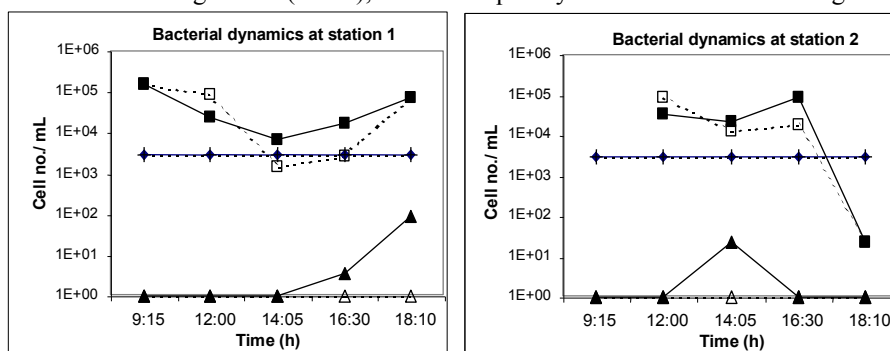 Bacterial dynamics at station 1
Cell no./ mL
1E+06
1E+05
1E+04
1E+03
1E+02
1E+01
1E+00
9:15 12:00 14:05 16:30 18:10
Time (h)
Bacterial dynamics at station 2
Cell no./ mL
1E+06
1E+05
1E+04
1E+03
1E+02
1E+01
1E+00
9:15 12:00 14:05 16:30 18:10
Time (h)